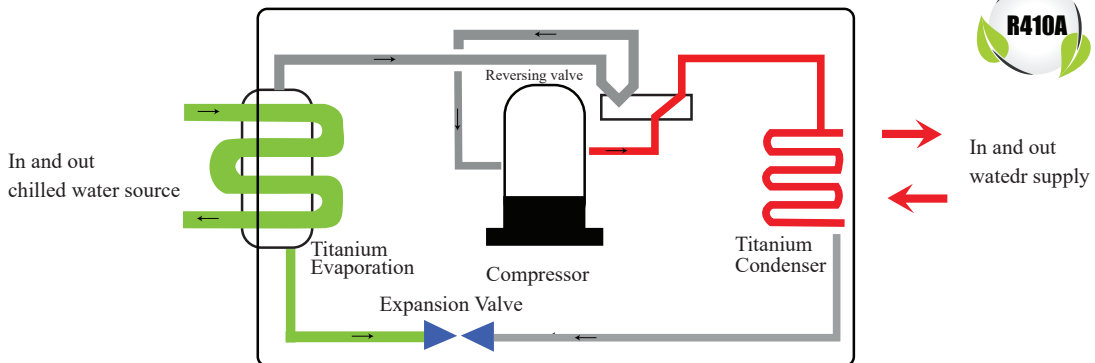 R410A
Reversing valve
In and out
chilled water source
In and out
watedr supply
Titanium
Evaporation
Compressor
Titanium
Condenser
Expansion Valve